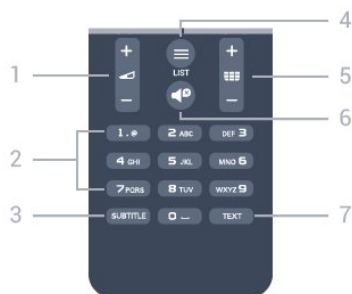 4
+ +
1 LIST 5
− −
6
1.@ 2 ABC DEF 3
2 4 GHI 5 JKL MNO 6
7 PQRS 8 TUV WXYZ 9
3 SUBTITLE 0 TEXT 7